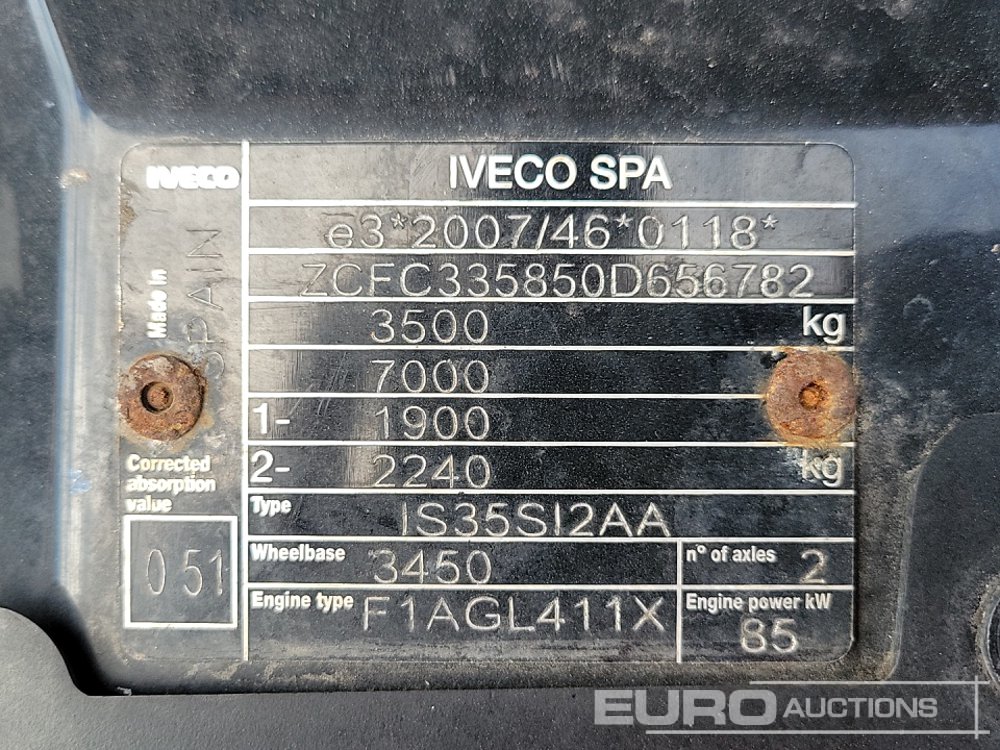 IVECO
IVECO SPA
e3*2007/46*0118*
ZCFC335850D656782
3500 kg
7000
1- 1900
2- 2240 kg
Made in SPAIN
Corrected
absorption
value
0 51
Type IS35SI2AA
Wheelbase 3450
n° of axles 2
Engine type F1AGL411X
Engine power kW
85
EURO AUCTIONS